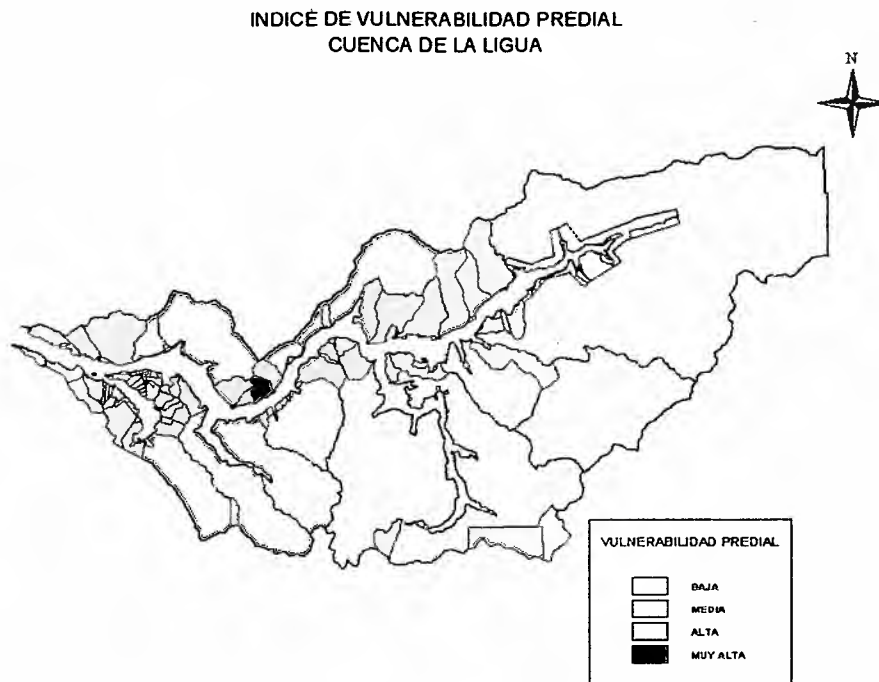 INDICE DE VULNERABILIDAD PREDIAL
CUENCA DE LA LIGUA
N
VULNERABILIDAD PREDIAL
BAJA
MEDIA
ALTA
MUY ALTA